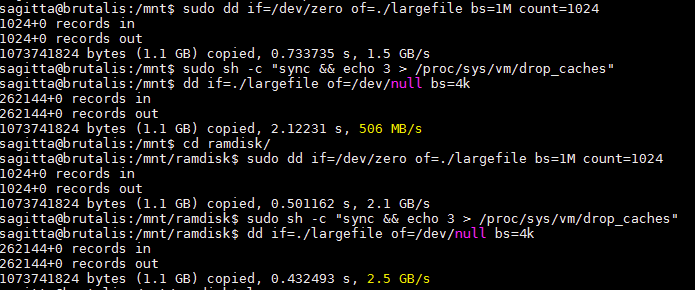 sagitta@brutalis:/mnt$ sudo dd if=/dev/zero of=./largefile bs=1M count=1024
1024+0 records in
1024+0 records out
1073741824 bytes (1.1 GB) copied, 0.733735 s, 1.5 GB/s
sagitta@brutalis:/mnt$ sudo sh -c "sync && echo 3 > /proc/sys/vm/drop_caches"
sagitta@brutalis:/mnt$ dd if=./largefile of=/dev/null bs=4k
262144+0 records in
262144+0 records out
1073741824 bytes (1.1 GB) copied, 2.12231 s, 506 MB/s
sagitta@brutalis:/mnt$ cd ramdisk/
sagitta@brutalis:/mnt/ramdisk$ sudo dd if=/dev/zero of=./largefile bs=1M count=1024
1024+0 records in
1024+0 records out
1073741824 bytes (1.1 GB) copied, 0.501162 s, 2.1 GB/s
sagitta@brutalis:/mnt/ramdisk$ sudo sh -c "sync && echo 3 > /proc/sys/vm/drop_caches"
sagitta@brutalis:/mnt/ramdisk$ dd if=./largefile of=/dev/null bs=4k
262144+0 records in
262144+0 records out
1073741824 bytes (1.1 GB) copied, 0.432493 s, 2.5 GB/s